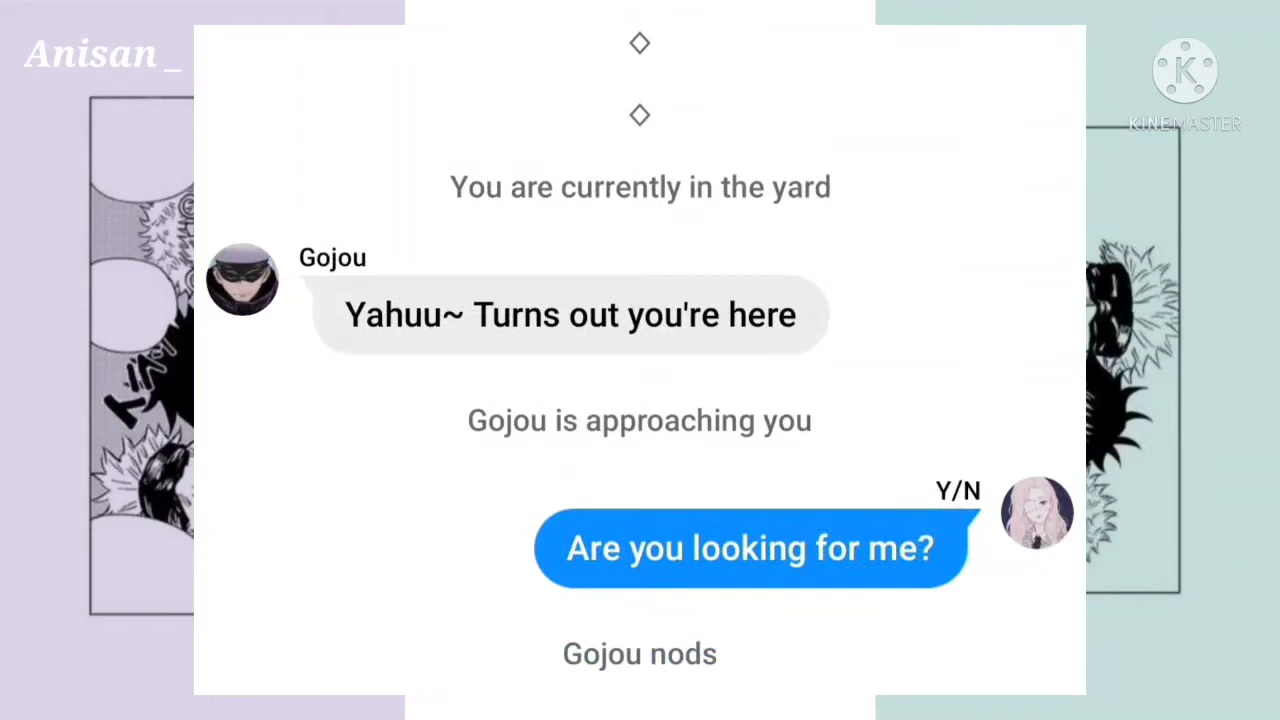 Anisan _
KINEMASTER
You are currently in the yard
Gojou
Yahuu~ Turns out you're here
Gojou is approaching you
Y/N
Are you looking for me?
Gojou nods